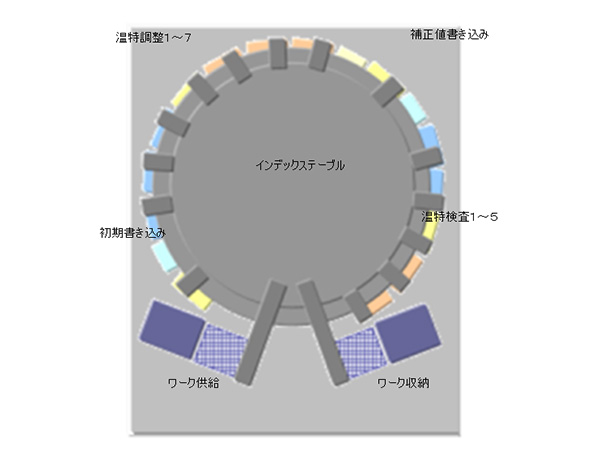 温特調整１～７
補正値書き込み
インデックステーブル
温特検査１～５
初期書き込み
ワーク供給
ワーク収納